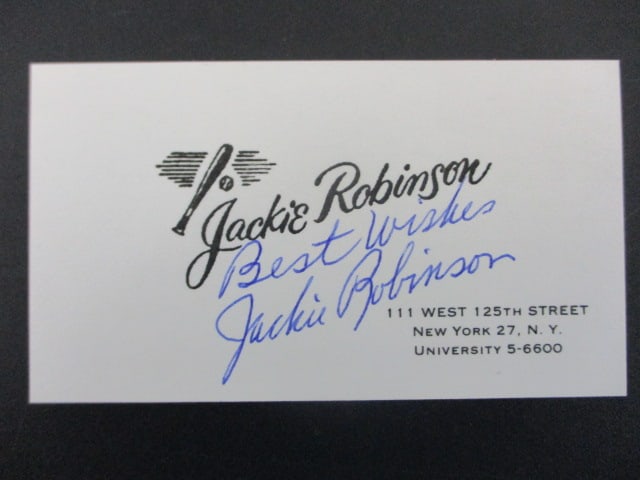 Jackie Robinson
Best Wishes
Jackie Robinson
111 WEST 125TH STREET
NEW YORK 27, N. Y.
UNIVERSITY 5-6600